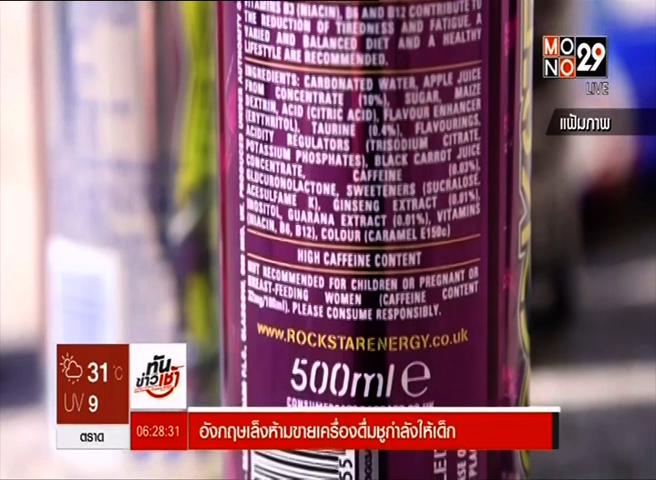 VITAMINS B3 (NIACIN), B6 AND B12 CONTRIBUTE TO
THE REDUCTION OF TIREDNESS AND FATIGUE. A
VARIED AND BALANCED DIET AND A HEALTHY
LIFESTYLE ARE RECOMMENDED.
INGREDIENTS: CARBONATED WATER, APPLE JUICE
FROM CONCENTRATE (10%), SUGAR, MAIZE
DEXTRIN, ACID (CITRIC ACID), FLAVOUR ENHANCER
(ERYTHRITOL), TAURINE (0.4%), FLAVOURINGS,
ACIDITY REGULATORS (TRISODIUM CITRATE,
POTASSIUM PHOSPHATES), BLACK CARROT JUICE
CONCENTRATE, CAFFEINE (0.03%),
GLUCURONOLACTONE, SWEETENERS (SUCRALOSE,
ACESULFAME K), GINSENG EXTRACT (0.01%),
INOSITOL, GUARANA EXTRACT (0.01%), VITAMINS
(NIACIN, B6, B12), COLOUR (CARAMEL E150c)
HIGH CAFFEINE CONTENT
NOT RECOMMENDED FOR CHILDREN OR PREGNANT OR
BREAST-FEEDING WOMEN (CAFFEINE CONTENT
32mg/100ml). PLEASE CONSUME RESPONSIBLY.
www.ROCKSTARENERGY.co.uk
500ml e
MONO 29
LIVE
แฟ้มภาพ
31 °C
UV 9
ตราด
ทันข่าวเช้า
06:28:31
อังกฤษเล็งห้ามขายเครื่องดื่มชูกำลังให้เด็ก